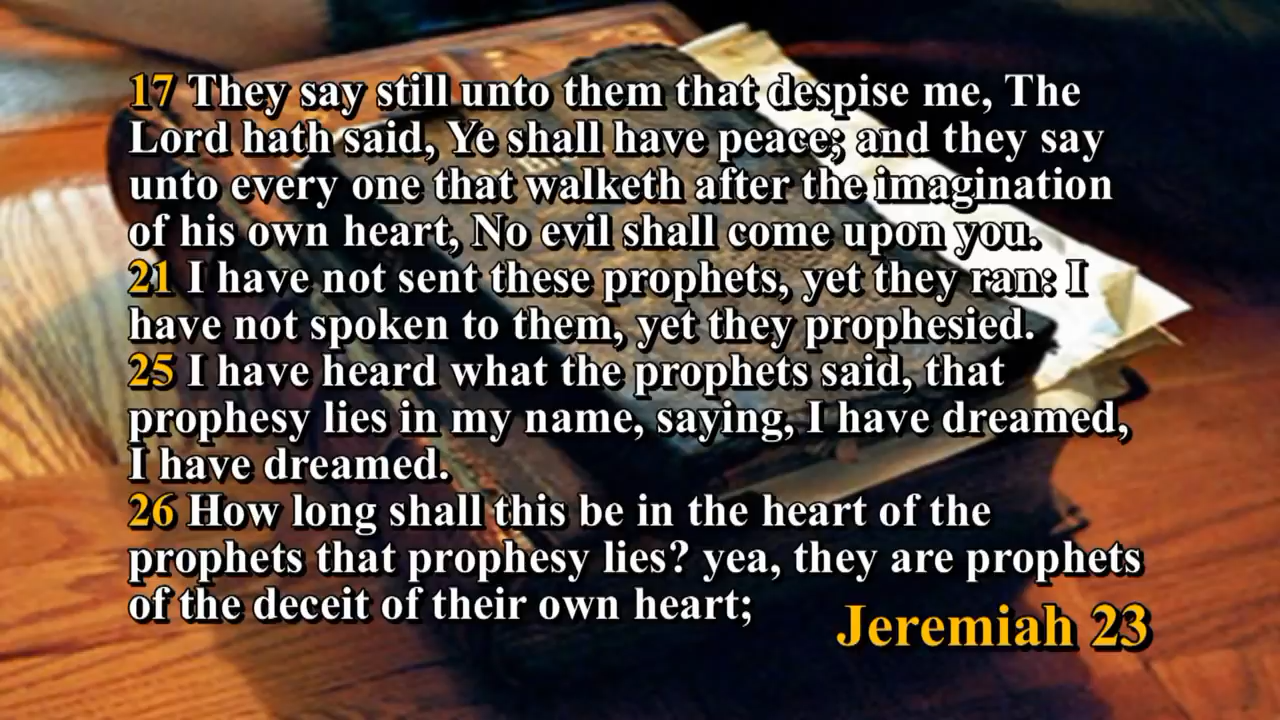 17 They say still unto them that despise me, The
Lord hath said, Ye shall have peace; and they say
unto every one that walketh after the imagination
of his own heart, No evil shall come upon you.
21 I have not sent these prophets, yet they ran: I
have not spoken to them, yet they prophesied.
25 I have heard what the prophets said, that
prophesy lies in my name, saying, I have dreamed,
I have dreamed.
26 How long shall this be in the heart of the
prophets that prophesy lies? yea, they are prophets
of the deceit of their own heart;
Jeremiah 23